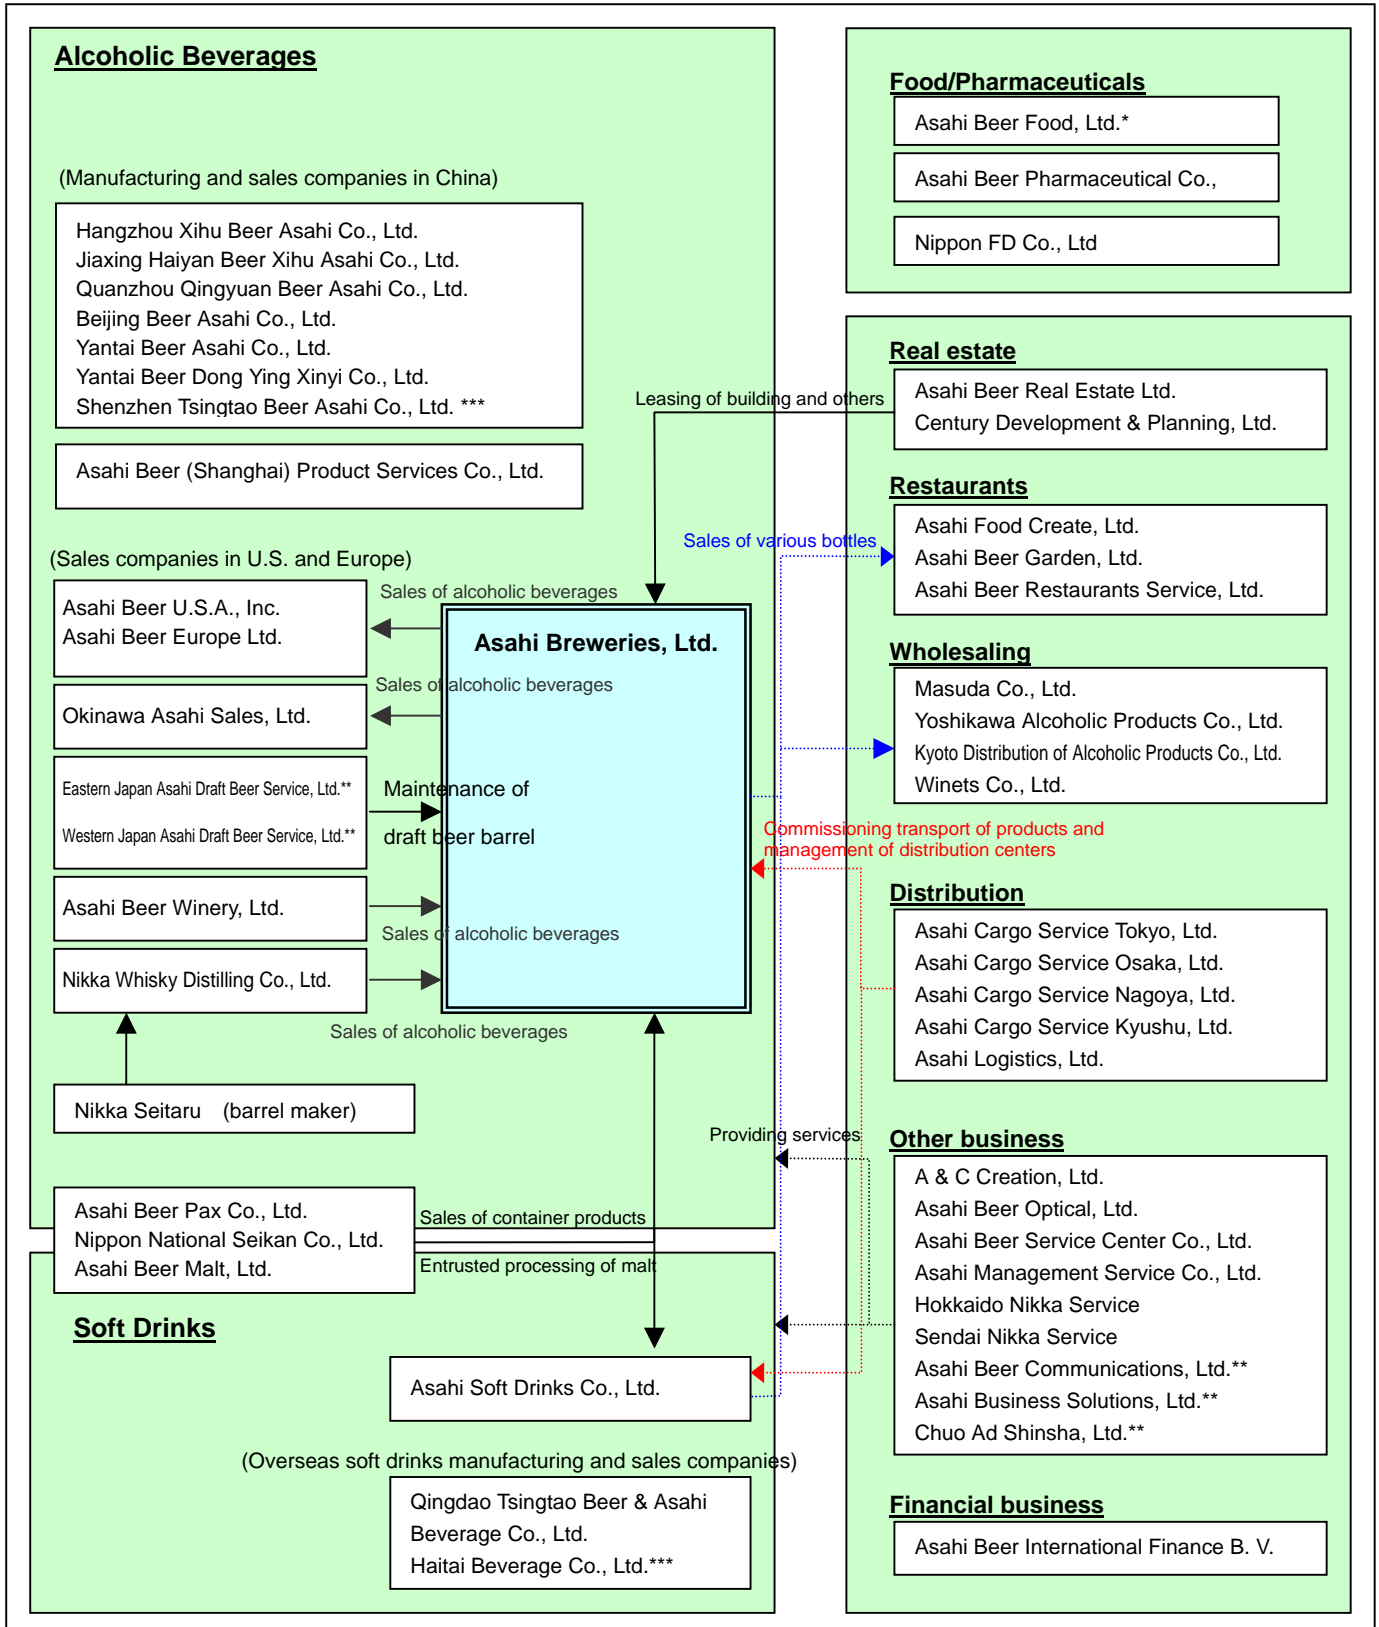 Alcoholic Beverages
(Manufacturing and sales companies in China)
Hangzhou Xihu Beer Asahi Co., Ltd.
Jiaxing Haiyan Beer Xihu Asahi Co., Ltd.
Quanzhou Qingyuan Beer Asahi Co., Ltd.
Beijing Beer Asahi Co., Ltd.
Yantai Beer Asahi Co., Ltd.
Yantai Beer Dong Ying Xinyi Co., Ltd.
Shenzhen Tsingtao Beer Asahi Co., Ltd. ***
Asahi Beer (Shanghai) Product Services Co., Ltd.
(Sales companies in U.S. and Europe)
Asahi Beer U.S.A., Inc.
Asahi Beer Europe Ltd.
Sales of alcoholic beverages
Okinawa Asahi Sales, Ltd.
Sales of alcoholic beverages
Eastern Japan Asahi Draft Beer Service, Ltd.**
Western Japan Asahi Draft Beer Service, Ltd.**
Maintenance of
draft beer barrel
Asahi Beer Winery, Ltd.
Sales of alcoholic beverages
Nikka Whisky Distilling Co., Ltd.
Sales of alcoholic beverages
Nikka Seitaru (barrel maker)
Asahi Breweries, Ltd.
Asahi Beer Pax Co., Ltd.
Nippon National Seikan Co., Ltd.
Asahi Beer Malt, Ltd.
Sales of container products
Entrusted processing of malt
Soft Drinks
Asahi Soft Drinks Co., Ltd.
(Overseas soft drinks manufacturing and sales companies)
Qingdao Tsingtao Beer & Asahi
Beverage Co., Ltd.
Haitai Beverage Co., Ltd.***
Food/Pharmaceuticals
Asahi Beer Food, Ltd.*
Asahi Beer Pharmaceutical Co.,
Nippon FD Co., Ltd
Real estate
Asahi Beer Real Estate Ltd.
Century Development & Planning, Ltd.
Leasing of building and others
Restaurants
Asahi Food Create, Ltd.
Asahi Beer Garden, Ltd.
Asahi Beer Restaurants Service, Ltd.
Sales of various bottles
Wholesaling
Masuda Co., Ltd.
Yoshikawa Alcoholic Products Co., Ltd.
Kyoto Distribution of Alcoholic Products Co., Ltd.
Winets Co., Ltd.
Commissioning transport of products and
management of distribution centers
Distribution
Asahi Cargo Service Tokyo, Ltd.
Asahi Cargo Service Osaka, Ltd.
Asahi Cargo Service Nagoya, Ltd.
Asahi Cargo Service Kyushu, Ltd.
Asahi Logistics, Ltd.
Providing services
Other business
A & C Creation, Ltd.
Asahi Beer Optical, Ltd.
Asahi Beer Service Center Co., Ltd.
Asahi Management Service Co., Ltd.
Hokkaido Nikka Service
Sendai Nikka Service
Asahi Beer Communications, Ltd.**
Asahi Business Solutions, Ltd.**
Chuo Ad Shinsha, Ltd.**
Financial business
Asahi Beer International Finance B. V.